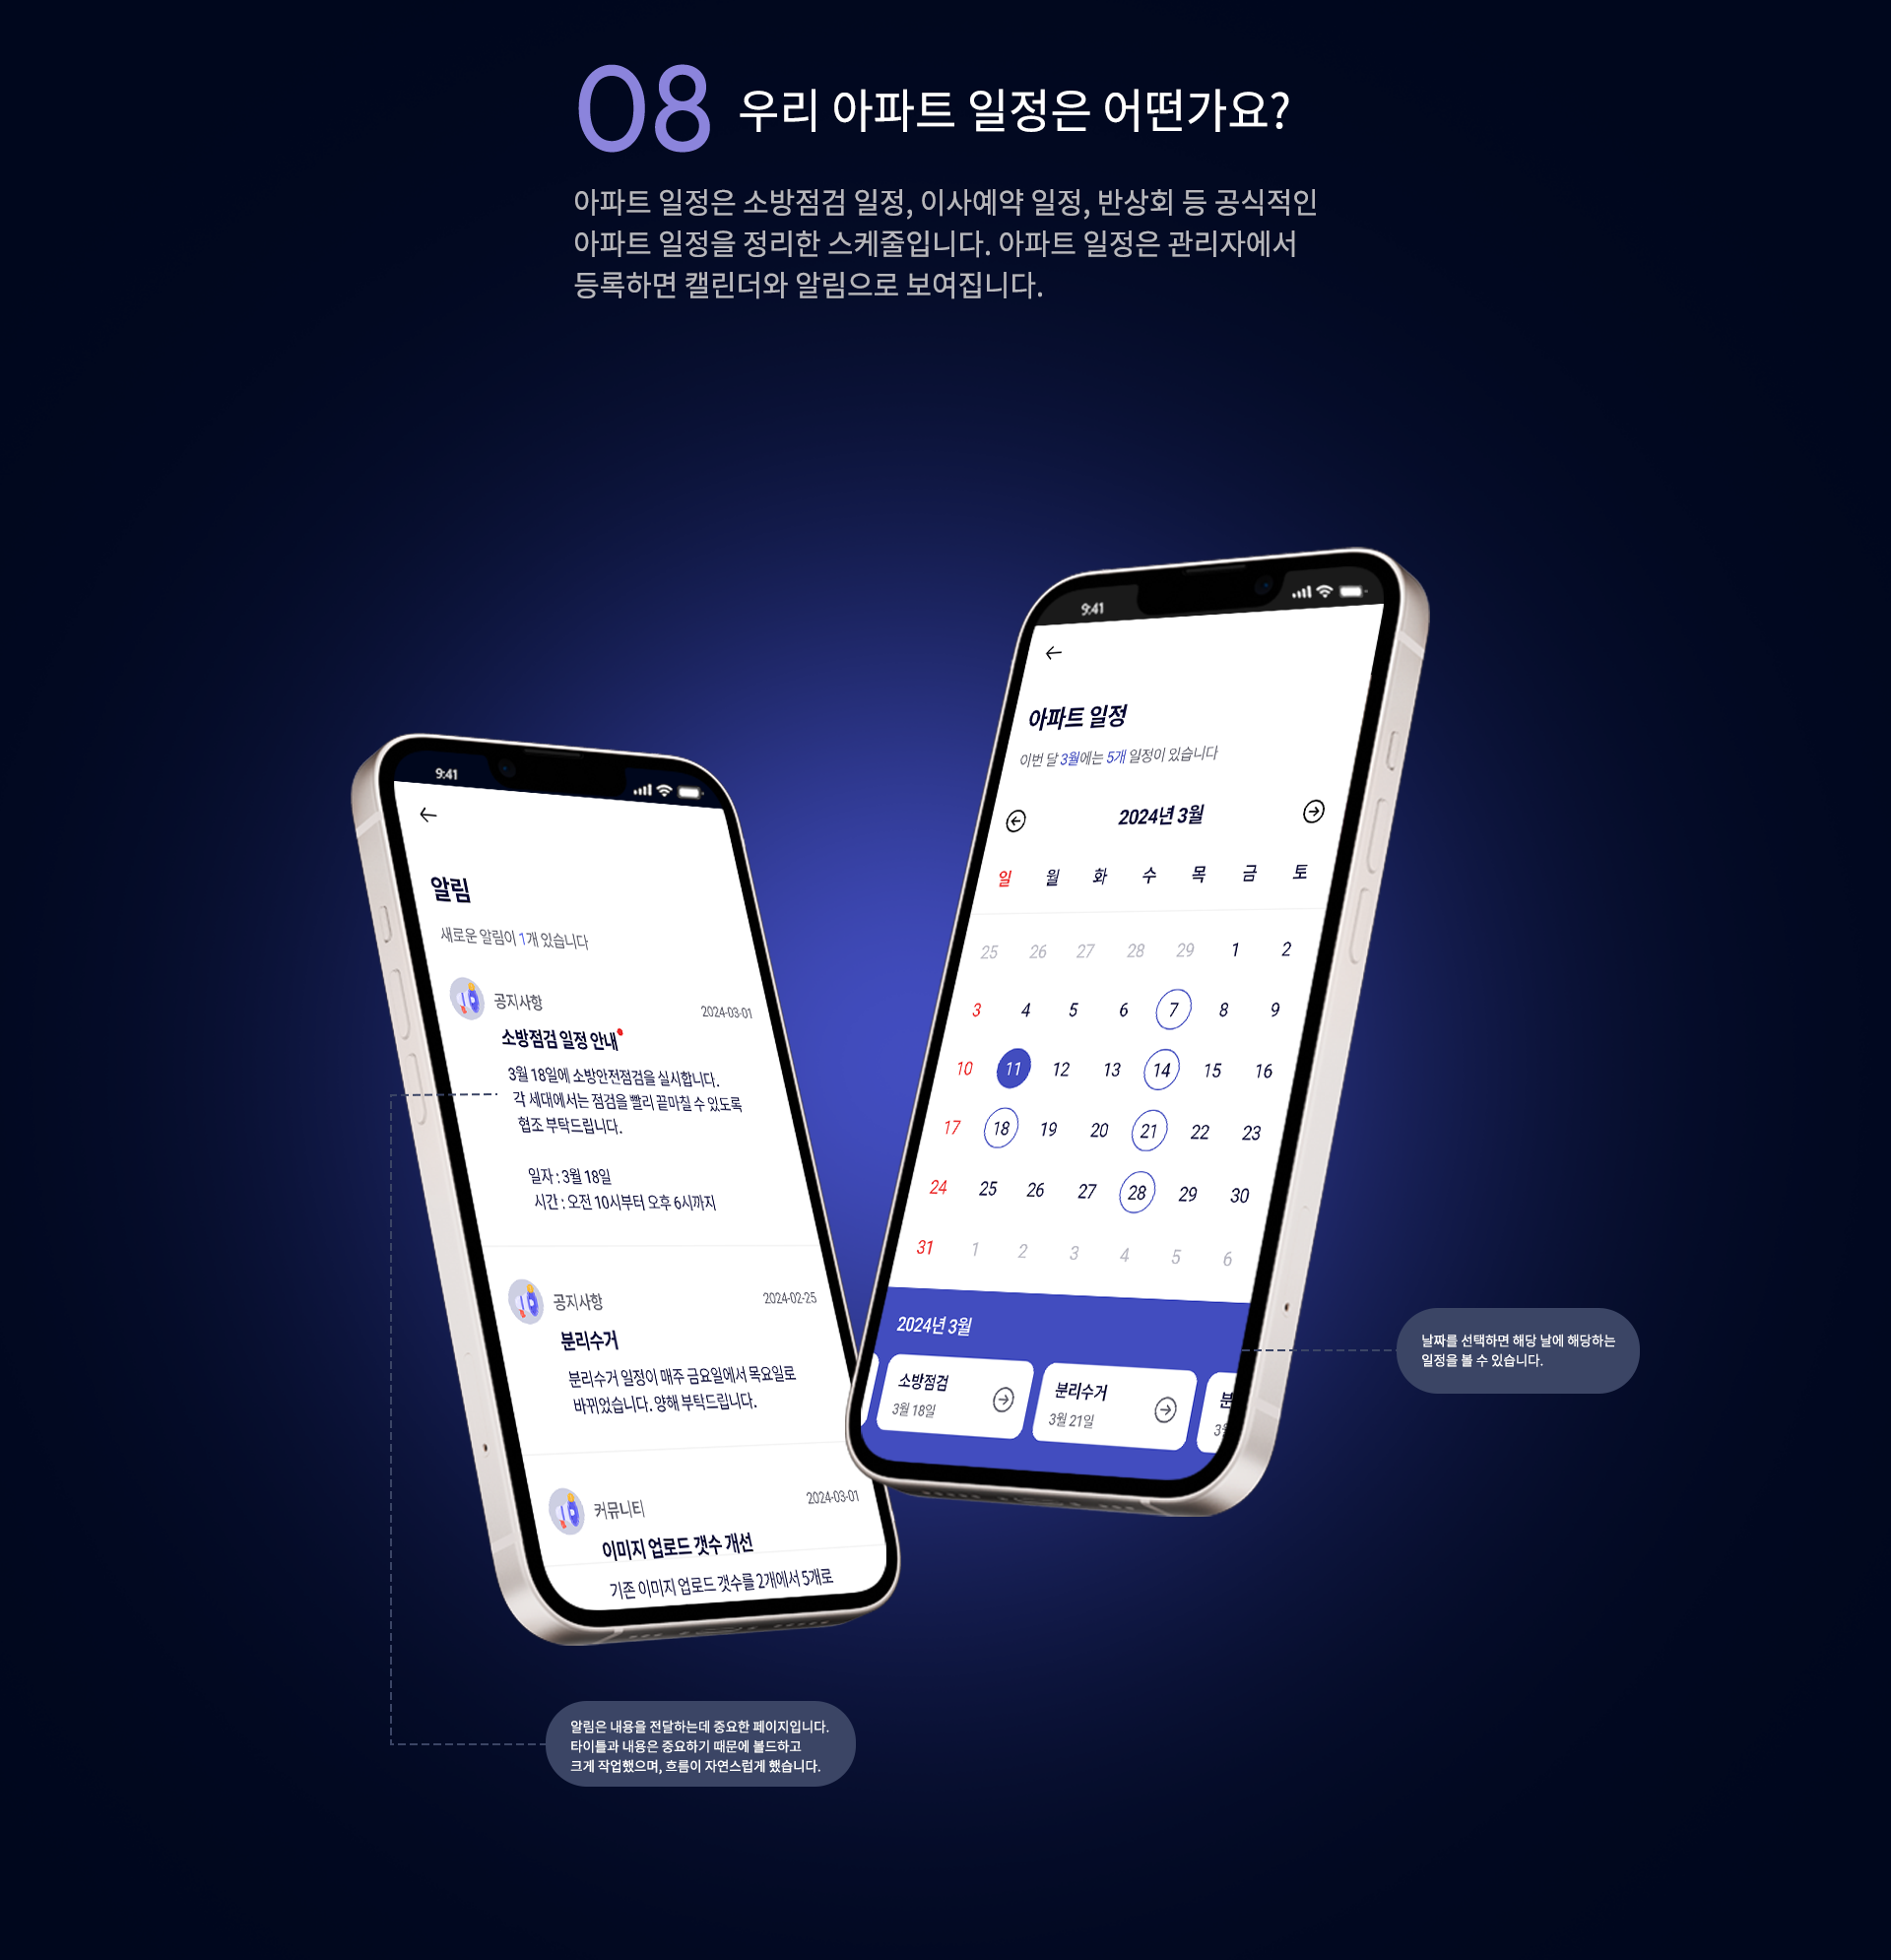 08 우리 아파트 일정은 어떤가요?
아파트 일정은 소방점검 일정, 이사예약 일정, 반상회 등 공식적인
아파트 일정을 정리한 스케줄입니다. 아파트 일정은 관리자에서
등록하면 캘린더와 알림으로 보여집니다.
9:41
알림
새로운 알림이 1개 있습니다
공지사항
2024-03-01
소방점검 일정 안내
3월 18일에 소방안전점검을 실시합니다.
각 세대에서는 점검을 빨리 끝마칠 수 있도록
협조 부탁드립니다.
일자 : 3월 18일
시간 : 오전 10시부터 오후 6시까지
공지사항
2024-02-25
분리수거
분리수거 일정이 매주 금요일에서 목요일로
바뀌었습니다. 양해 부탁드립니다.
커뮤니티
2024-03-01
이미지 업로드 갯수 개선
기존 이미지 업로드 갯수를 2개에서 5개로
9:41
아파트 일정
이번 달 3월에는 5개 일정이 있습니다
2024년 3월
일 월 화 수 목 금 토
25 26 27 28 29 1 2
3 4 5 6 7 8 9
10 11 12 13 14 15 16
17 18 19 20 21 22 23
24 25 26 27 28 29 30
31 1 2 3 4 5 6
2024년 3월
소방점검
3월 18일
분리수거
3월 21일
날짜를 선택하면 해당 날에 해당하는
일정을 볼 수 있습니다.
알림은 내용을 전달하는데 중요한 페이지입니다.
타이틀과 내용은 중요하기 때문에 볼드하고
크게 작업했으며, 흐름이 자연스럽게 했습니다.